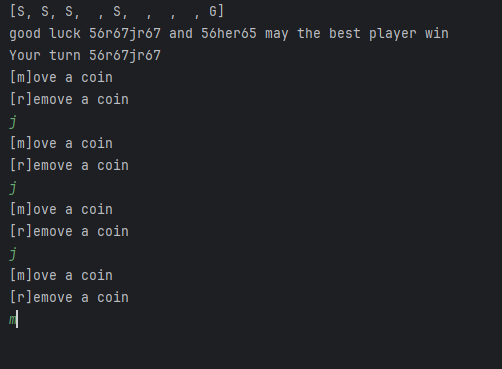 [S, S, S,  , S,  ,  ,  , G]
good luck 56r67jr67 and 56her65 may the best player win
Your turn 56r67jr67
[m]ove a coin
[r]emove a coin
j
[m]ove a coin
[r]emove a coin
j
[m]ove a coin
[r]emove a coin
j
[m]ove a coin
[r]emove a coin
m